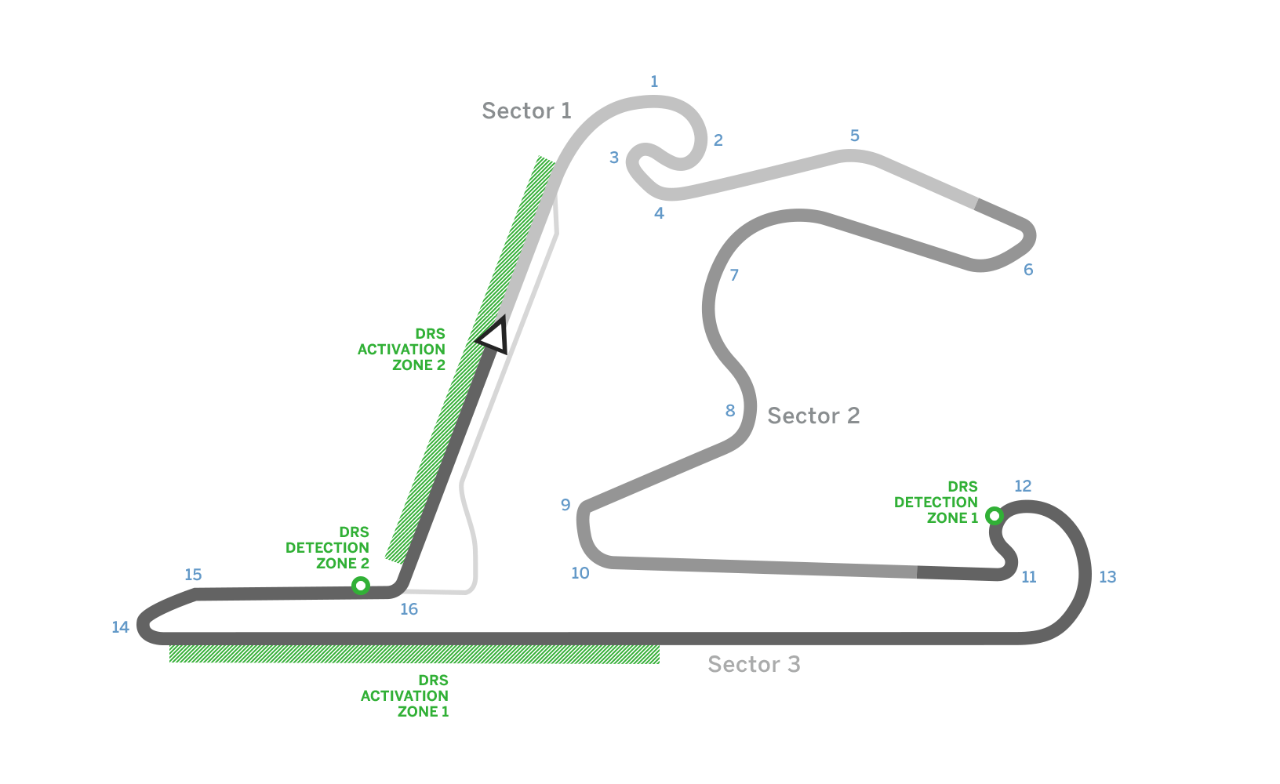 1
Sector 1
2
3
4
5
6
7
8
Sector 2
DRS
ACTIVATION
ZONE 2
9
10
DRS
DETECTION
ZONE 1
12
11
13
DRS
DETECTION
ZONE 2
15
16
14
Sector 3
DRS
ACTIVATION
ZONE 1